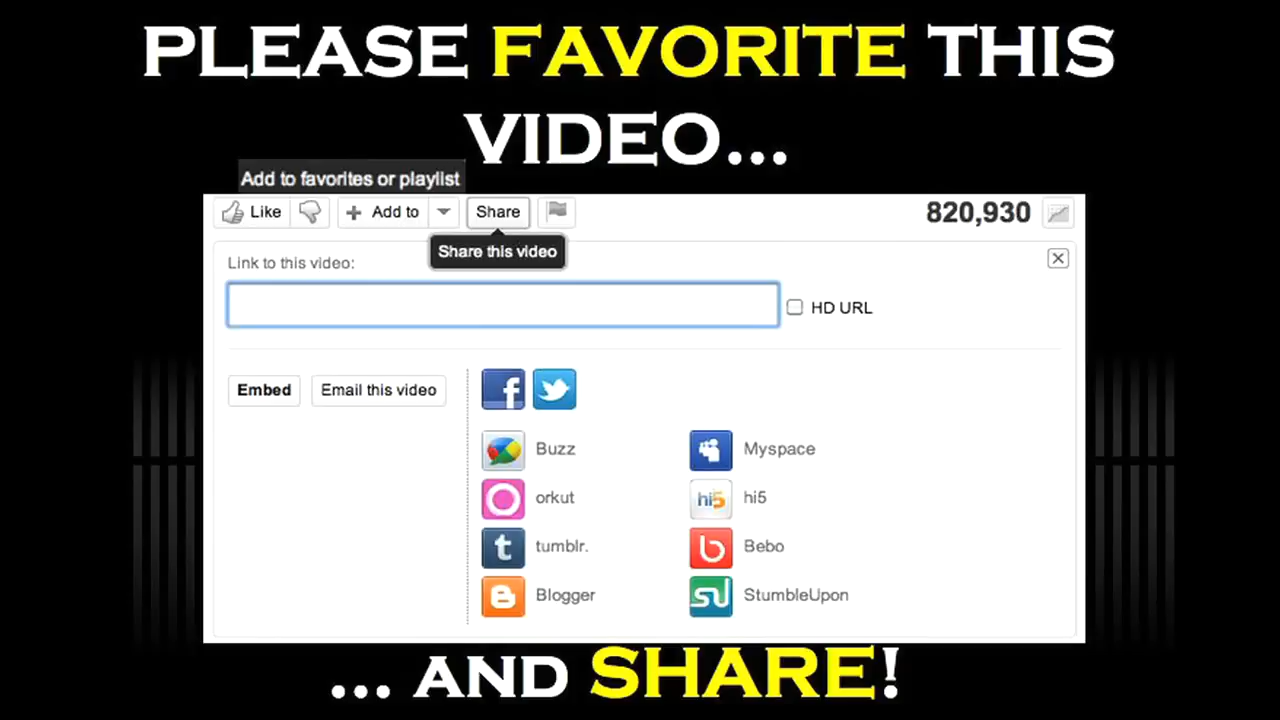 PLEASE FAVORITE THIS
VIDEO...
Add to favorites or playlist
Like
Add to
Share
820,930
Share this video
Link to this video:
HD URL
Embed
Email this video
f
Buzz
Myspace
orkut
hi5
hi5
t
tumblr.
b
Bebo
B
Blogger
SU
StumbleUpon
... AND SHARE!